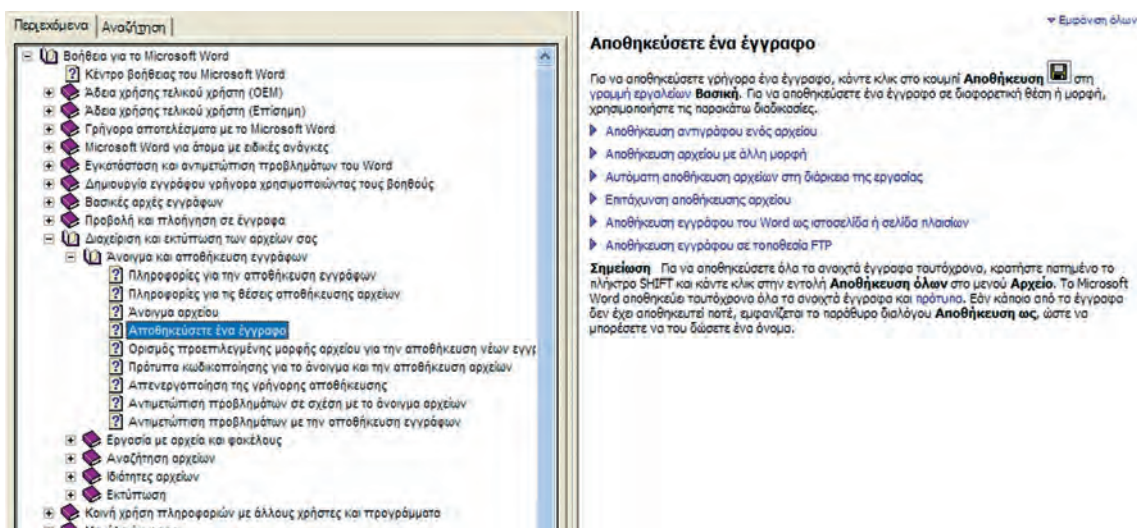 Περιεχόμενα Αναζήτηση
Βοήθεια για το Microsoft Word
Κέντρο βοήθειας του Microsoft Word
Άδεια χρήσης τελικού χρήστη (OEM)
Άδεια χρήσης τελικού χρήστη (Επίσημη)
Γρήγορα αποτελέσματα με το Microsoft Word
Microsoft Word για άτομα με ειδικές ανάγκες
Εγκατάσταση και αντιμετώπιση προβλημάτων του Word
Δημιουργία εγγράφου γρήγορα χρησιμοποιώντας τους βοηθούς
Βασικές αρχές εγγράφων
Προβολή και πλοήγηση σε έγγραφα
Διαχείριση και εκτύπωση των αρχείων σας
Άνοιγμα και αποθήκευση εγγράφων
Πληροφορίες για την αποθήκευση εγγράφων
Πληροφορίες για τις θέσεις αποθήκευσης αρχείων
Άνοιγμα αρχείου
Αποθηκεύσετε ένα έγγραφο
Ορισμός προεπιλεγμένης μορφής αρχείου για την αποθήκευση νέων εγγρ
Πρότυπα κωδικοποίησης για το άνοιγμα και την αποθήκευση αρχείων
Απενεργοποίηση της γρήγορης αποθήκευσης
Αντιμετώπιση προβλημάτων σε σχέση με το άνοιγμα αρχείων
Αντιμετώπιση προβλημάτων με την αποθήκευση εγγράφων
Εργασία με αρχεία και φακέλους
Αναζήτηση αρχείων
Ιδιότητες αρχείων
Εκτύπωση
Κοινή χρήση πληροφοριών με άλλους χρήστες και προγράμματα
Εμφάνιση όλων
Αποθηκεύσετε ένα έγγραφο
Για να αποθηκεύσετε γρήγορα ένα έγγραφο, κάντε κλικ στο κουμπί Αποθήκευση στη
γραμμή εργαλείων Βασική. Για να αποθηκεύσετε ένα έγγραφο σε διαφορετική θέση ή μορφή,
χρησιμοποιήστε τις παρακάτω διαδικασίες.
Αποθήκευση αντιγράφου ενός αρχείου
Αποθήκευση αρχείου με άλλη μορφή
Αυτόματη αποθήκευση αρχείων στη διάρκεια της εργασίας
Επιτάχυνση αποθήκευσης αρχείου
Αποθήκευση εγγράφου του Word ως ιστοσελίδα ή σελίδα πλαισίων
Αποθήκευση εγγράφου σε τοποθεσία FTP
Σημείωση Για να αποθηκεύσετε όλα τα ανοιχτά έγγραφα ταυτόχρονα, κρατήστε πατημένο το
πλήκτρο SHIFT και κάντε κλικ στην εντολή Αποθήκευση όλων στο μενού Αρχείο. Το Microsoft
Word αποθηκεύει ταυτόχρονα όλα τα ανοιχτά έγγραφα και πρότυπα. Εάν κάποιο από τα έγγραφα
δεν έχει αποθηκευτεί ποτέ, εμφανίζεται το παράθυρο διαλόγου Αποθήκευση ως, ώστε να
μπορέσετε να του δώσετε ένα όνομα.